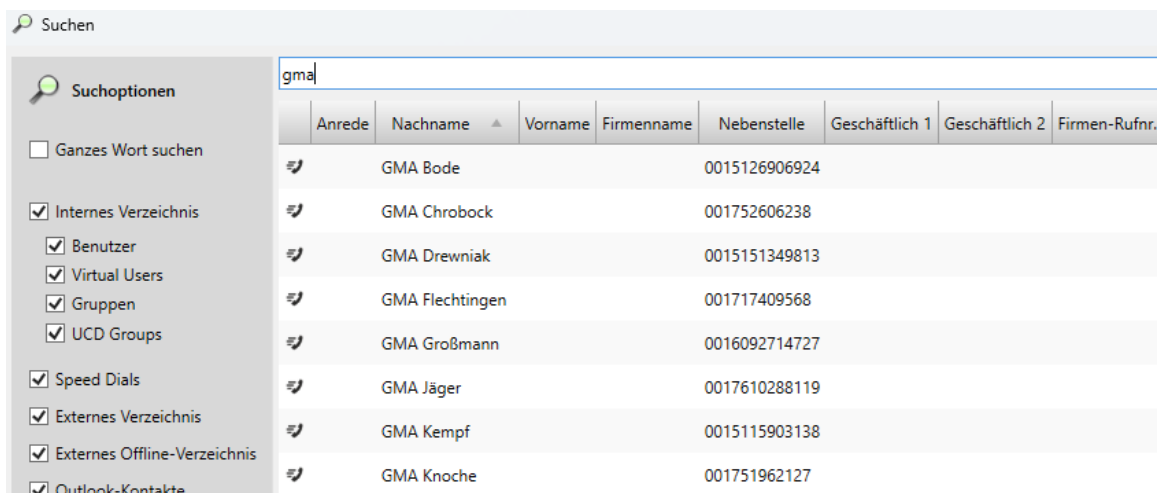 Suchen
Suchoptionen
Ganzes Wort suchen
Internes Verzeichnis
Benutzer
Virtual Users
Gruppen
UCD Groups
Speed Dials
Externes Verzeichnis
Externes Offline-Verzeichnis
Outlook-Kontakte
gma
Anrede Nachname Vorname Firmenname Nebenstelle Geschäftlich 1 Geschäftlich 2 Firmen-Rufnr.
GMA Bode 0015126906924
GMA Chrobock 001752606238
GMA Drewniak 0015151349813
GMA Flechtingen 001717409568
GMA Großmann 0016092714727
GMA Jäger 0017610288119
GMA Kempf 0015115903138
GMA Knoche 001751962127